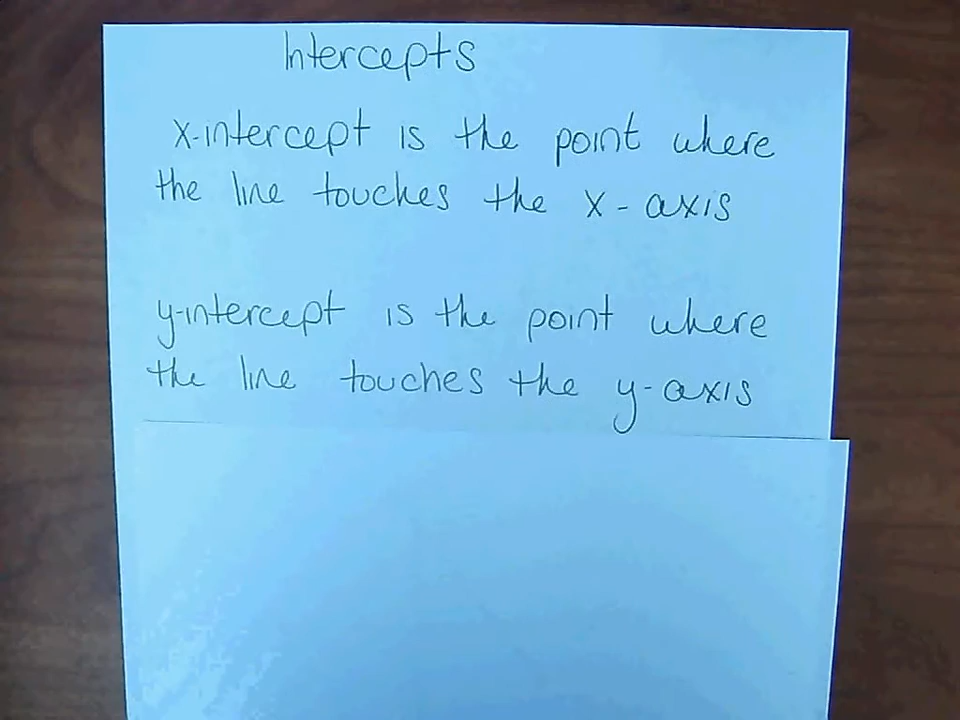 Intercepts
x-intercept is the point where
the line touches the x-axis
y-intercept is the point where
the line touches the y-axis